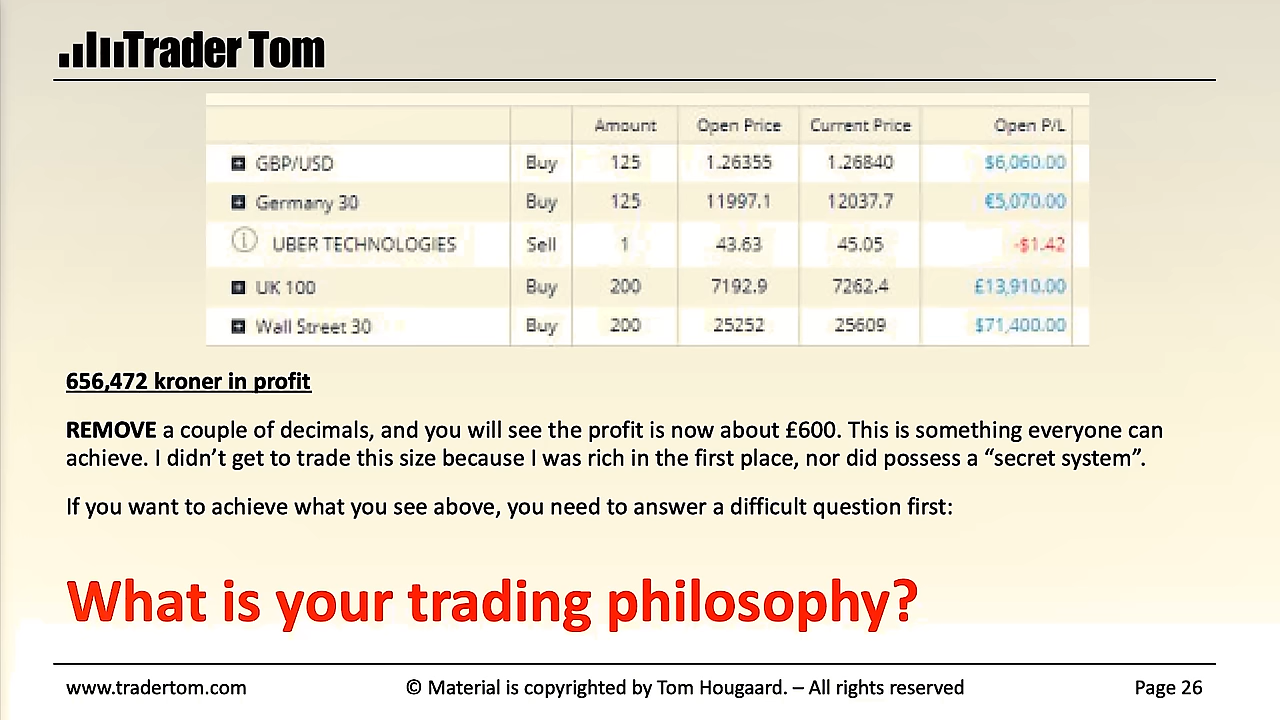 Trader Tom
Amount Open Price Current Price Open P/L
GBP/USD Buy 125 1.26355 1.26840 $6,060.00
Germany 30 Buy 125 11997.1 12037.7 €5,070.00
UBER TECHNOLOGIES Sell 1 43.63 45.05 -$1.42
UK 100 Buy 200 7192.9 7262.4 £13,910.00
Wall Street 30 Buy 200 25252 25609 $71,400.00
656,472 kroner in profit
REMOVE a couple of decimals, and you will see the profit is now about £600. This is something everyone can
achieve. I didn’t get to trade this size because I was rich in the first place, nor did possess a “secret system”.
If you want to achieve what you see above, you need to answer a difficult question first:
What is your trading philosophy?
www.tradertom.com © Material is copyrighted by Tom Hougaard. – All rights reserved Page 26